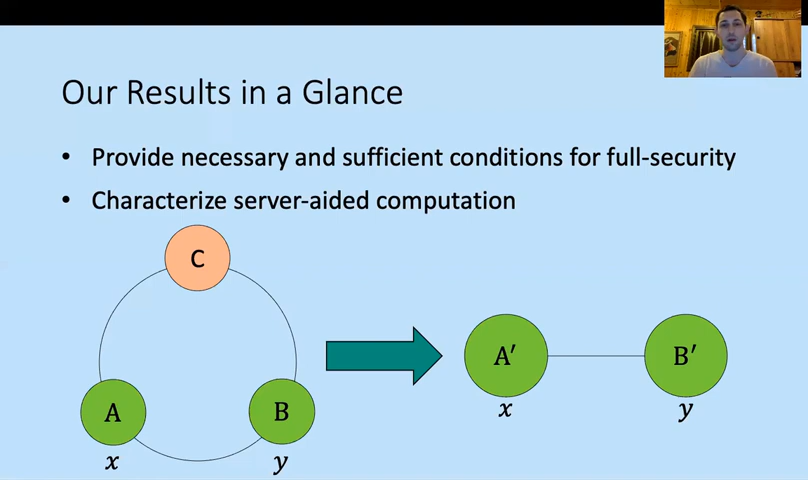 Our Results in a Glance
• Provide necessary and sufficient conditions for full-security
• Characterize server-aided computation
C
A
B
x
y
A′
B′
x
y